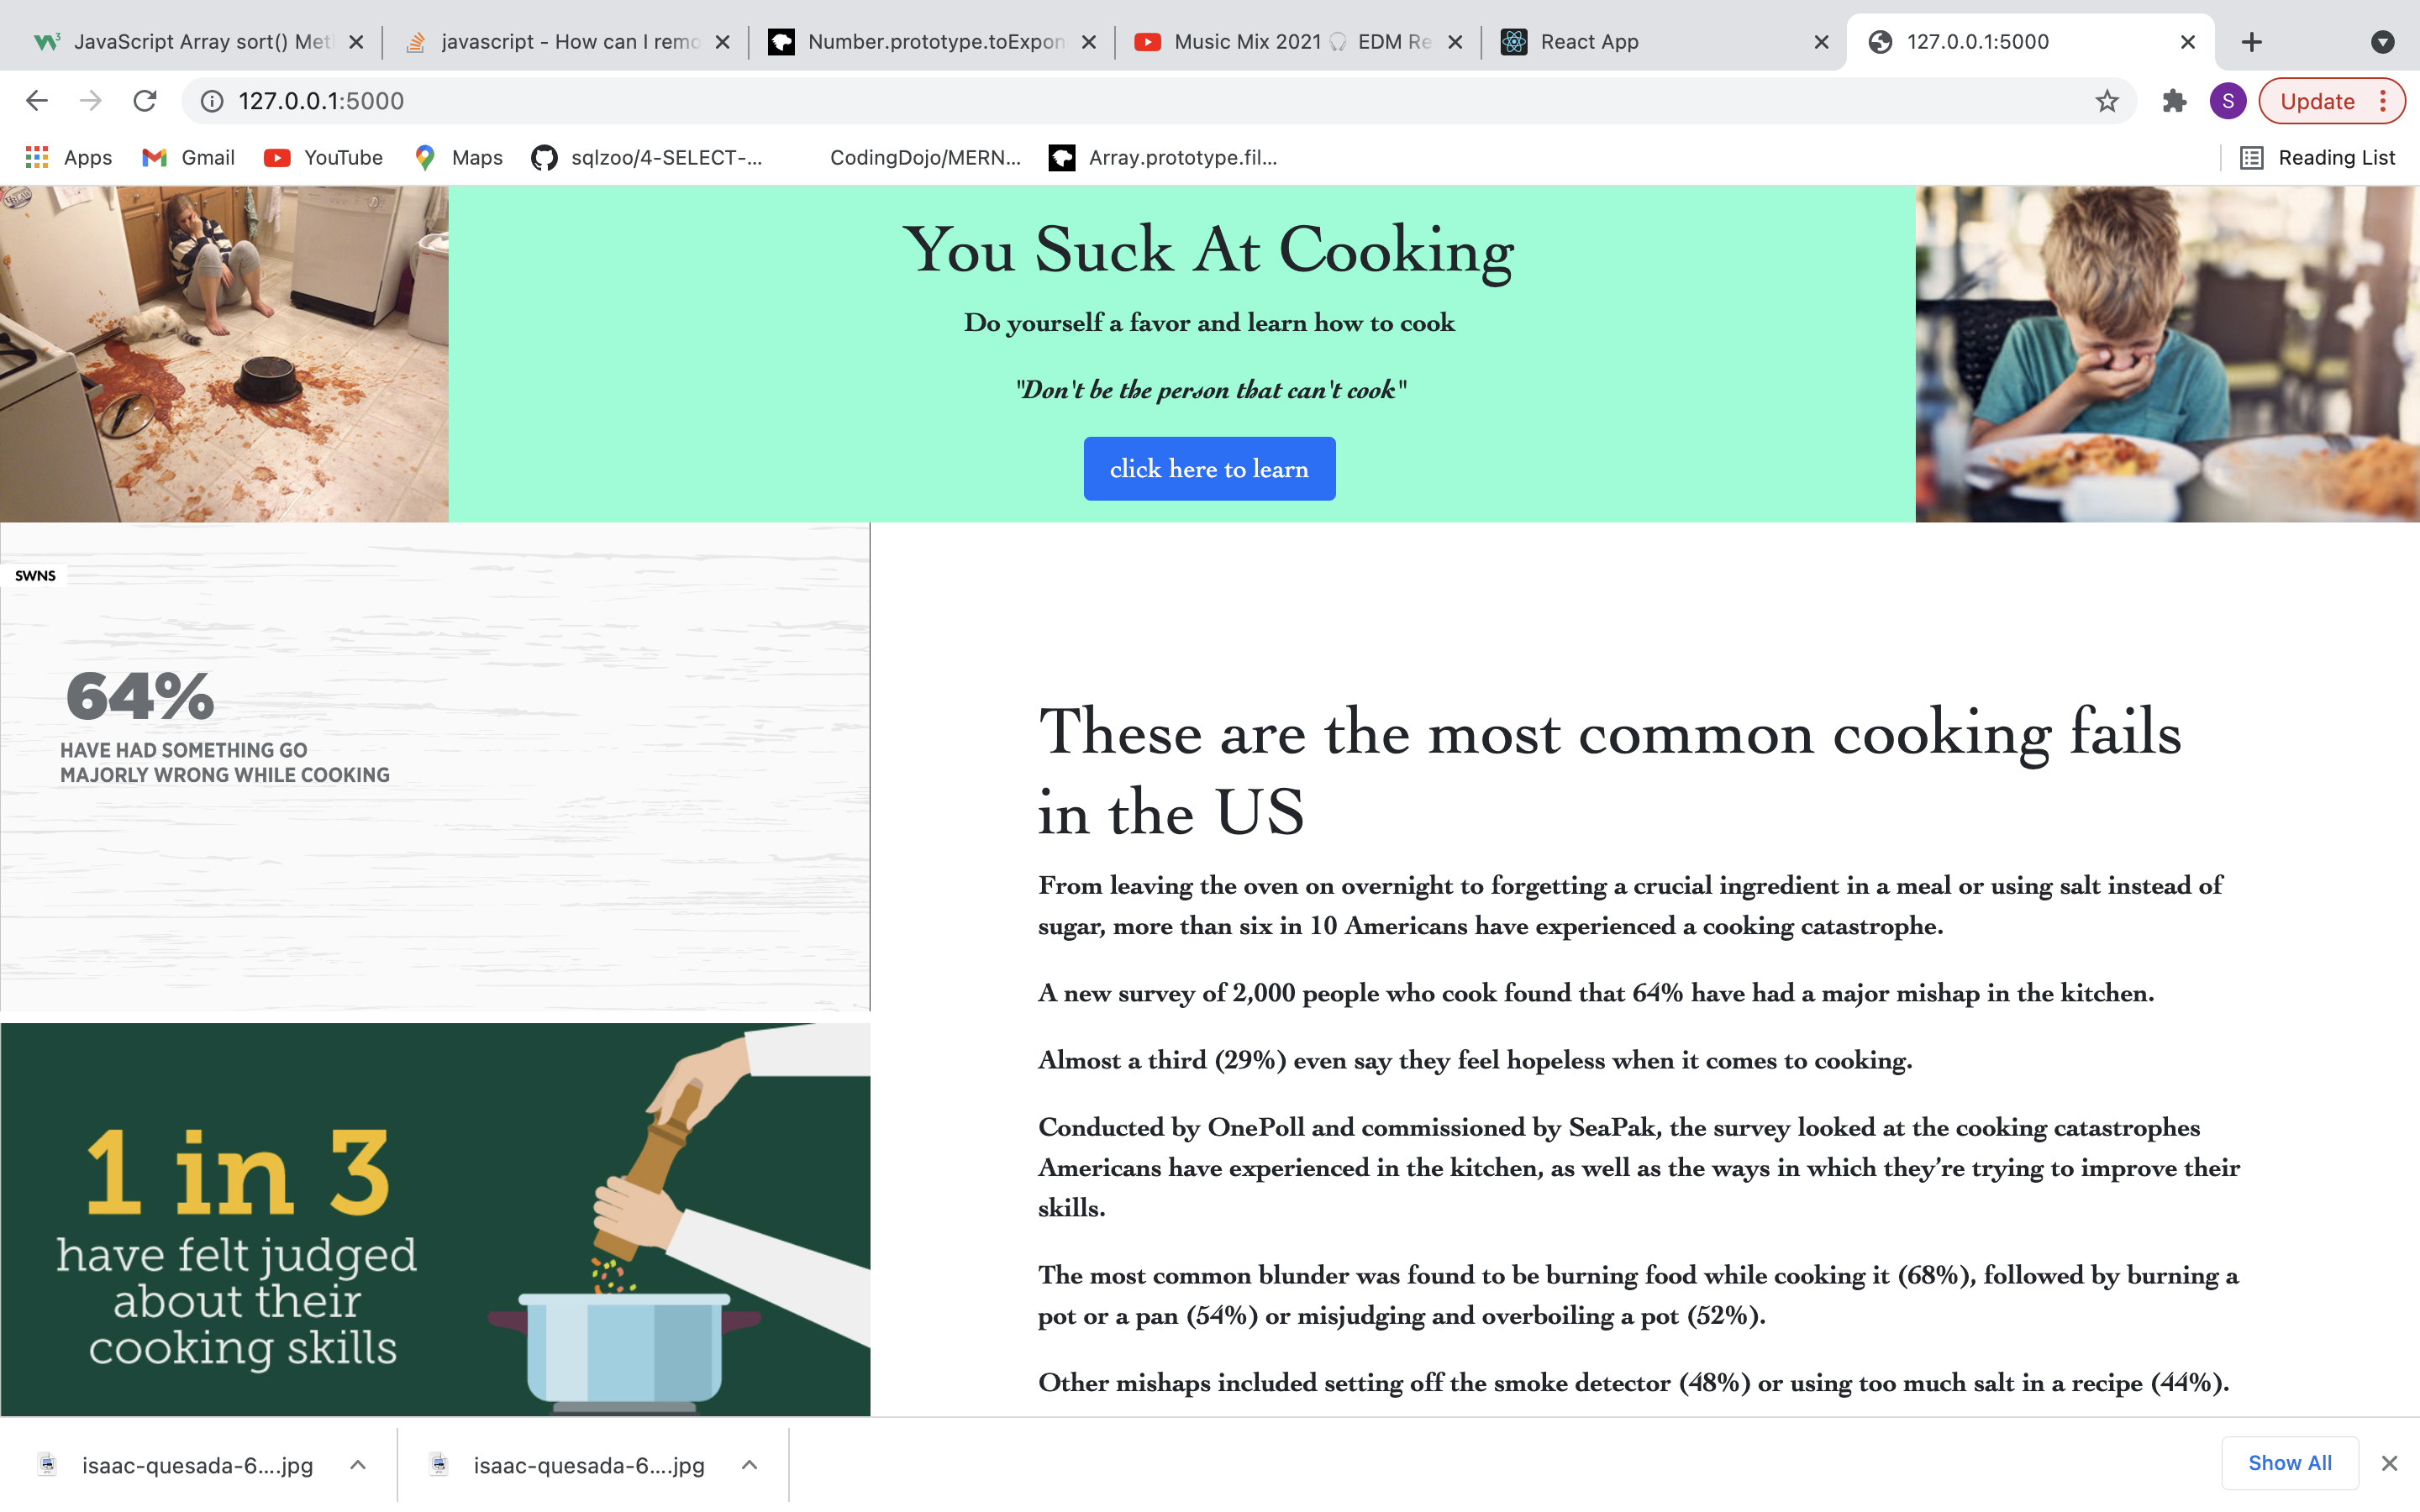 JavaScript Array sort() Met
javascript - How can I remo
Number.prototype.toExpon
Music Mix 2021 🎧 EDM Re
React App
127.0.0.1:5000
127.0.0.1:5000
S
Update
Apps
Gmail
YouTube
Maps
sqlzoo/4-SELECT-...
CodingDojo/MERN...
Array.prototype.fil...
Reading List
You Suck At Cooking
Do yourself a favor and learn how to cook
"Don't be the person that can't cook"
click here to learn
SWNS
64%
HAVE HAD SOMETHING GO
MAJORLY WRONG WHILE COOKING
1 in 3
have felt judged
about their
cooking skills
These are the most common cooking fails
in the US
From leaving the oven on overnight to forgetting a crucial ingredient in a meal or using salt instead of
sugar, more than six in 10 Americans have experienced a cooking catastrophe.
A new survey of 2,000 people who cook found that 64% have had a major mishap in the kitchen.
Almost a third (29%) even say they feel hopeless when it comes to cooking.
Conducted by OnePoll and commissioned by SeaPak, the survey looked at the cooking catastrophes
Americans have experienced in the kitchen, as well as the ways in which they’re trying to improve their
skills.
The most common blunder was found to be burning food while cooking it (68%), followed by burning a
pot or a pan (54%) or misjudging and overboiling a pot (52%).
Other mishaps included setting off the smoke detector (48%) or using too much salt in a recipe (44%).
isaac-quesada-6....jpg
isaac-quesada-6....jpg
Show All